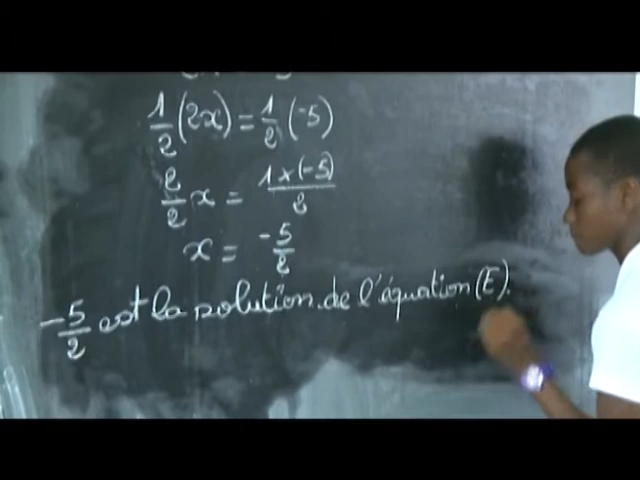 1/2 (2x) = 1/2 (-5)
2/2 x = 1×(-5)/2
x = -5/2
-5/2 est la solution de l'équation (E).